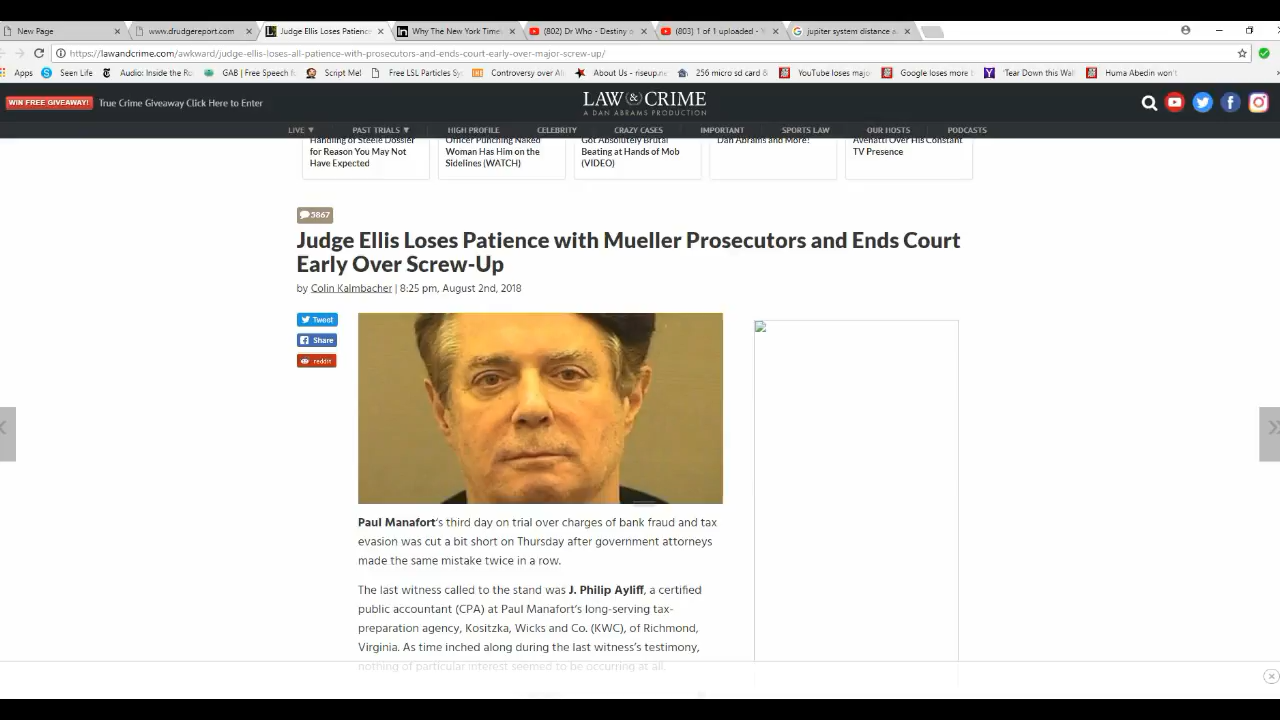 New Page
www.drudgereport.com
Judge Ellis Loses Patience
Why The New York Time
(802) Dr Who - Destiny o
(803) 1 of 1 uploaded - Y
jupiter system distance a
https://lawandcrime.com/awkward/judge-ellis-loses-all-patience-with-prosecutors-and-ends-court-early-over-major-screw-up/
Apps
Seen Life
Audio: Inside the Ro
GAB | Free Speech f
Script Me!
Free LSL Particles Sy
Controversy over Al
About Us - riseup.ne
256 micro sd card &
YouTube loses majo
Google loses more t
'Tear Down this Wal
Huma Abedin won't
WIN FREE GIVEAWAY!
True Crime Giveaway Click Here to Enter
LAW & CRIME
A DAN ABRAMS PRODUCTION
LIVE ▼
PAST TRIALS ▼
HIGH PROFILE
CELEBRITY
CRAZY CASES
IMPORTANT
SPORTS LAW
OUR HOSTS
PODCASTS
Handling of Steele Dossier
for Reason You May Not
Have Expected
Officer Punching Naked
Woman Has Him on the
Sidelines (WATCH)
Got Absolutely Brutal
Beating at Hands of Mob
(VIDEO)
Dan Abrams and More!
Avenatti Over His Constant
TV Presence
5867
Judge Ellis Loses Patience with Mueller Prosecutors and Ends Court
Early Over Screw-Up
by Colin Kalmbacher | 8:25 pm, August 2nd, 2018
Tweet
Share
reddit
Paul Manafort's third day on trial over charges of bank fraud and tax
evasion was cut a bit short on Thursday after government attorneys
made the same mistake twice in a row.
The last witness called to the stand was J. Philip Ayliff, a certified
public accountant (CPA) at Paul Manafort's long-serving tax-
preparation agency, Kositzka, Wicks and Co. (KWC), of Richmond,
Virginia. As time inched along during the last witness's testimony,
nothing of particular interest seemed to be occurring at all.